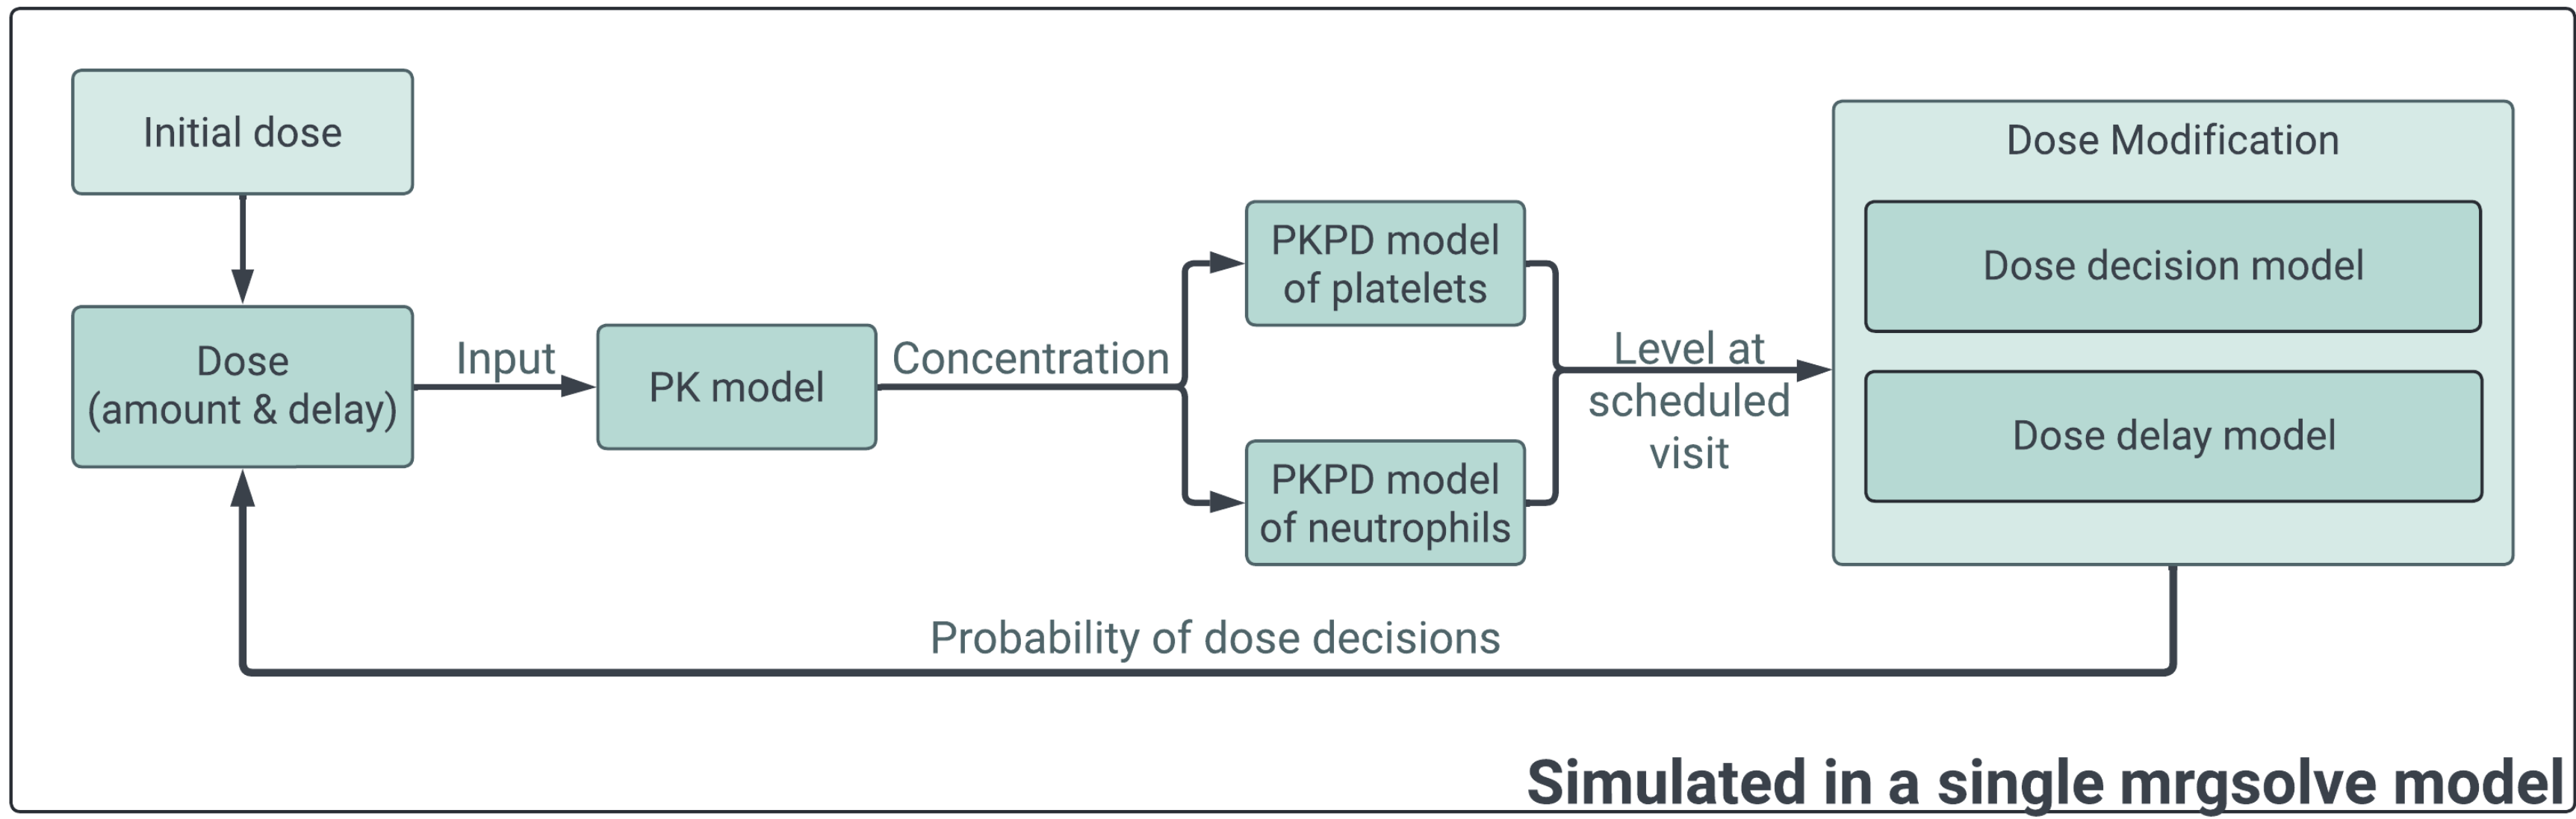 Initial dose
Dose
(amount & delay)
Input
PK model
Concentration
PKPD model
of platelets
PKPD model
of neutrophils
Level at
scheduled
visit
Dose Modification
Dose decision model
Dose delay model
Probability of dose decisions
Simulated in a single mrgsolve model